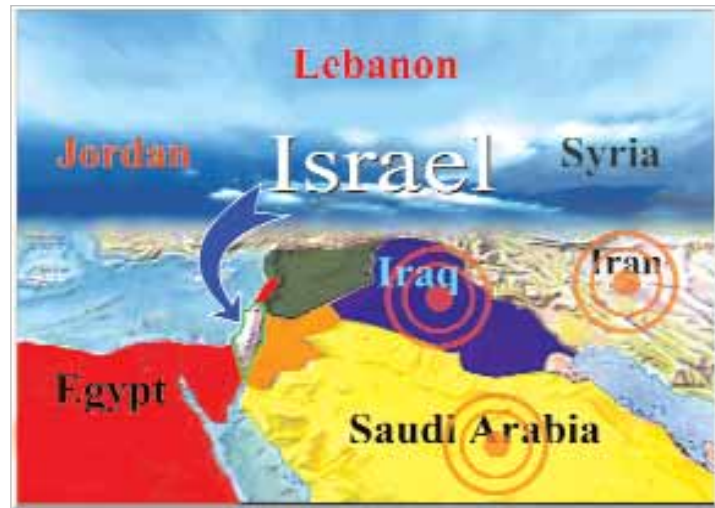 Lebanon
Jordan
Israel
Syria
Iraq
Iran
Egypt
Saudi Arabia